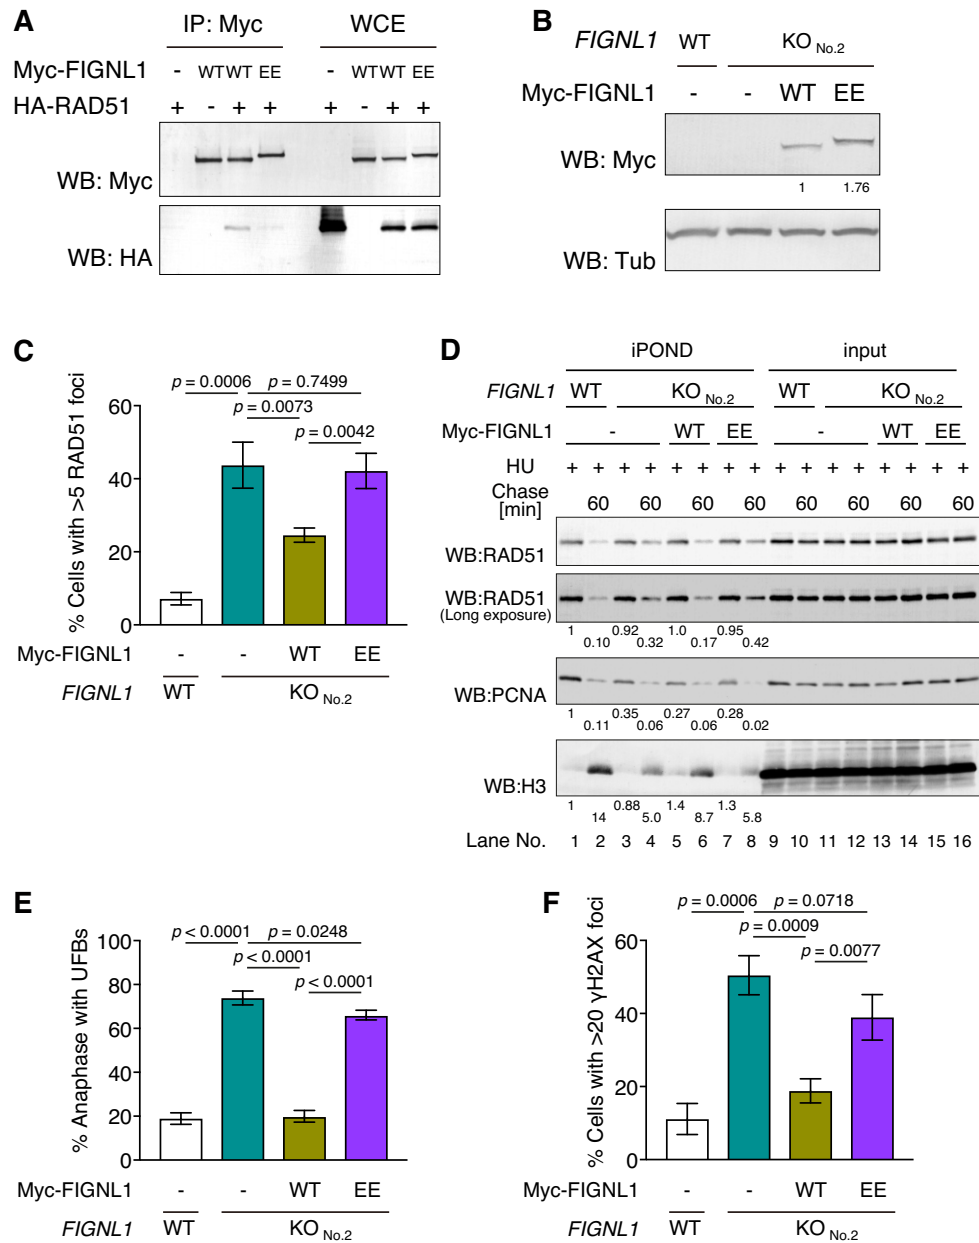 A
IP: Myc WCE
Myc-FIGNL1 - WT WT EE - WT WT EE
HA-RAD51 + - + + + - + +
WB: Myc
WB: HA
B
FIGNL1 WT KO No.2
Myc-FIGNL1 - - WT EE
WB: Myc
1 1.76
WB: Tub
C
% Cells with >5 RAD51 foci
p = 0.0006 p = 0.7499
p = 0.0073
p = 0.0042
60
40
20
0
Myc-FIGNL1 - - WT EE
FIGNL1 WT KO No.2
D
iPOND input
FIGNL1 WT KO No.2 WT KO No.2
Myc-FIGNL1 - WT EE - WT EE
HU + + + + + + + + + + + + + + + +
Chase [min] 60 60 60 60 60 60 60 60
WB:RAD51
WB:RAD51
(Long exposure)
1 0.92 1.0 0.95
0.10 0.32 0.17 0.42
WB:PCNA
1 0.35 0.27 0.28
0.11 0.06 0.06 0.02
WB:H3
1 0.88 1.4 1.3
14 5.0 8.7 5.8
Lane No. 1 2 3 4 5 6 7 8 9 10 11 12 13 14 15 16
E
% Anaphase with UFBs
p < 0.0001 p = 0.0248
p < 0.0001
p < 0.0001
100
80
60
40
20
0
Myc-FIGNL1 - - WT EE
FIGNL1 WT KO No.2
F
% Cells with >20 γH2AX foci
p = 0.0006 p = 0.0718
p = 0.0009
p = 0.0077
60
40
20
0
Myc-FIGNL1 - - WT EE
FIGNL1 WT KO No.2